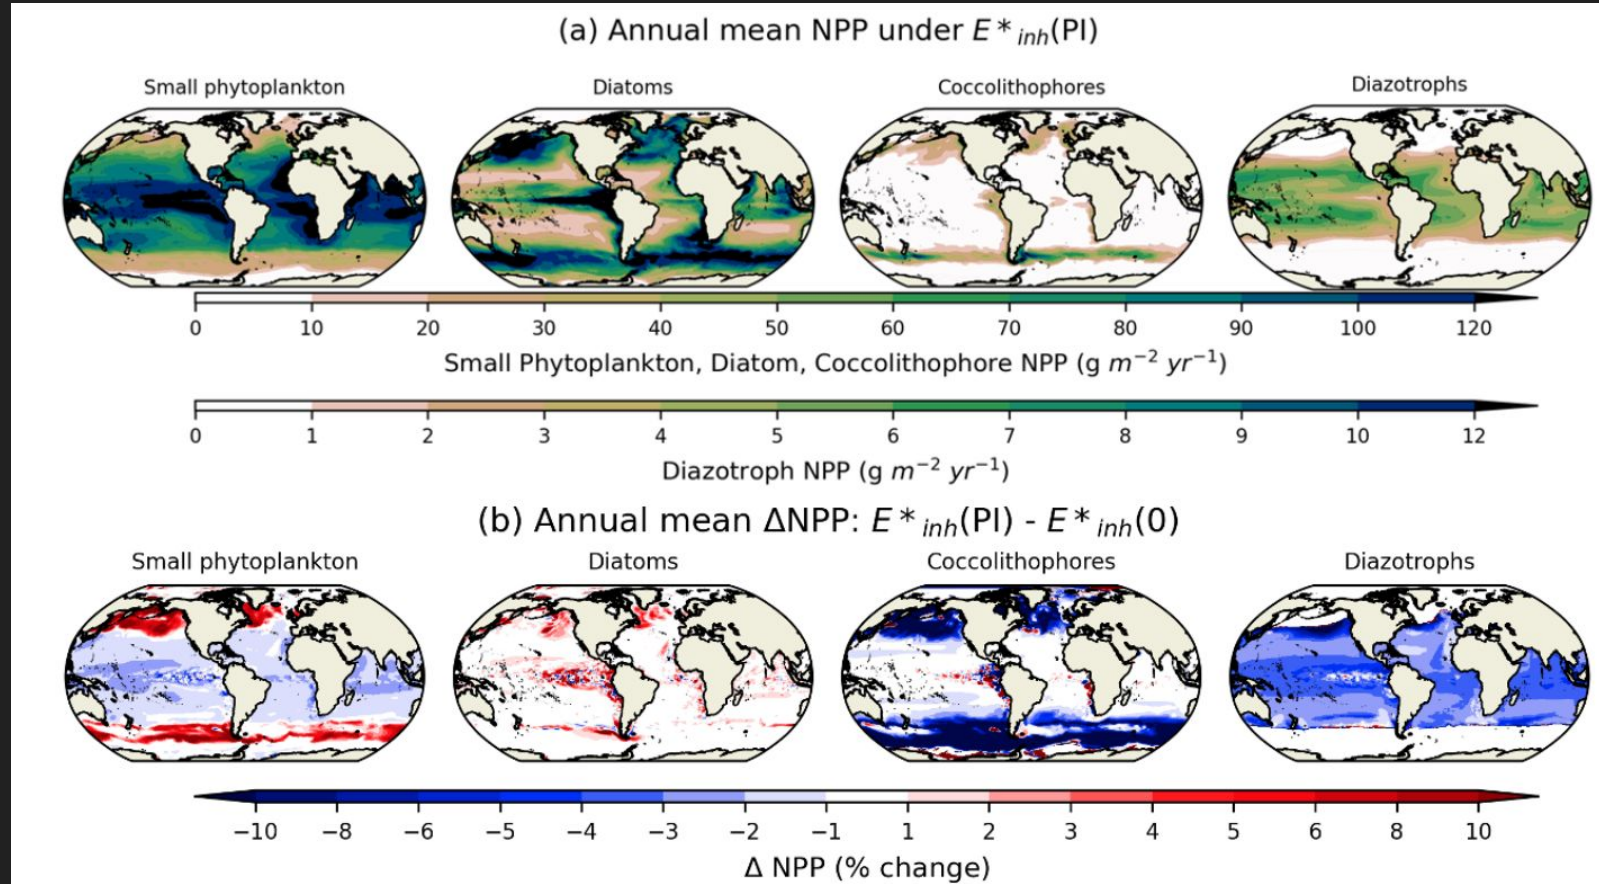 (a) Annual mean NPP under E*inh(PI)
Small phytoplankton
Diatoms
Coccolithophores
Diazotrophs
0 10 20 30 40 50 60 70 80 90 100 120
Small Phytoplankton, Diatom, Coccolithophore NPP (g m−2 yr−1)
0 1 2 3 4 5 6 7 8 9 10 12
Diazotroph NPP (g m−2 yr−1)
(b) Annual mean ΔNPP: E*inh(PI) - E*inh(0)
Small phytoplankton
Diatoms
Coccolithophores
Diazotrophs
−10 −8 −6 −5 −4 −3 −2 −1 1 2 3 4 5 6 8 10
Δ NPP (% change)